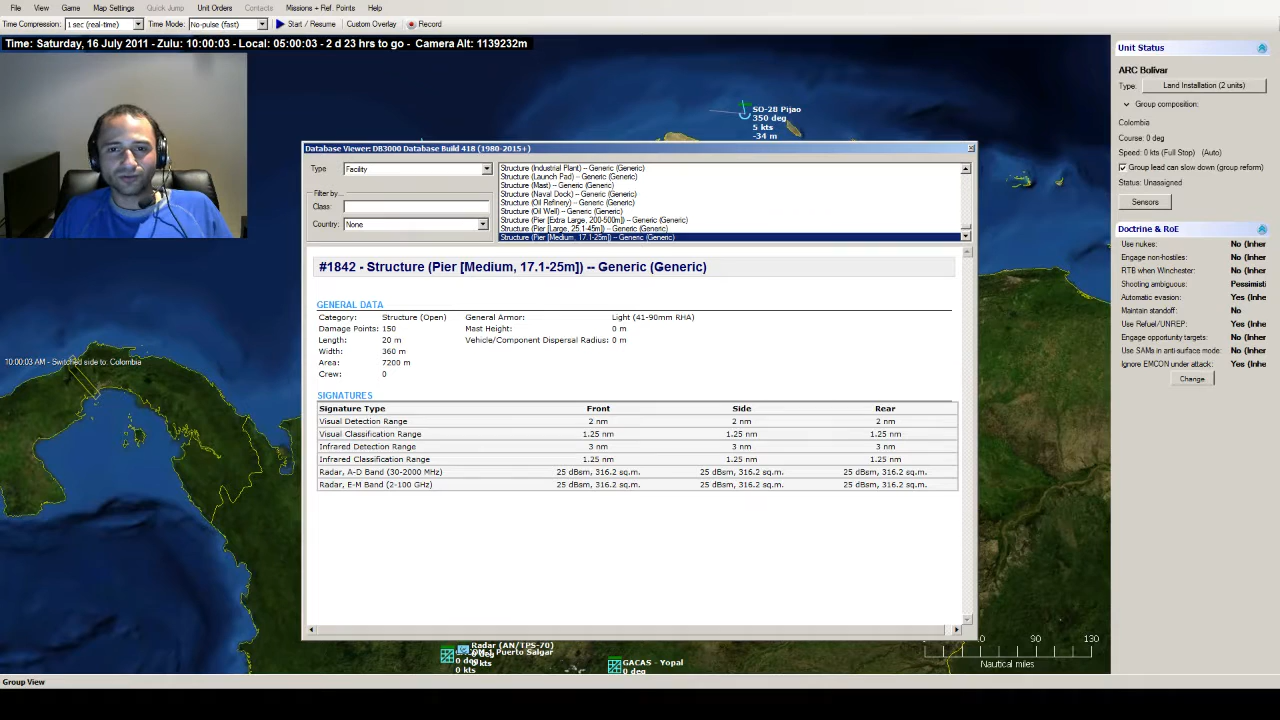 File View Game Map Settings Quick Jump Unit Orders Contacts Missions + Ref. Points Help
Time Compression: 1 sec (real-time) Time Mode: No-pulse (fast) Start / Resume Custom Overlay Record
Time: Saturday, 16 July 2011 - Zulu: 10:00:03 - Local: 05:00:03 - 2 d 23 hrs to go - Camera Alt: 1139232m
SO-28 Pijao
350 deg
5 kts
-34 m
10:00:03 AM - Switched side to: Colombia
Database Viewer: DB3000 Database Build 418 (1980-2015+)
Type Facility
Filter by
Class:
Country: None
Structure (Industrial Plant) -- Generic (Generic)
Structure (Launch Pad) -- Generic (Generic)
Structure (Mast) -- Generic (Generic)
Structure (Naval Dock) -- Generic (Generic)
Structure (Oil Refinery) -- Generic (Generic)
Structure (Oil Well) -- Generic (Generic)
Structure (Pier [Extra Large, 200-500m]) -- Generic (Generic)
Structure (Pier [Large, 25.1-45m]) -- Generic (Generic)
Structure (Pier [Medium, 17.1-25m]) -- Generic (Generic)
#1842 - Structure (Pier [Medium, 17.1-25m]) -- Generic (Generic)
GENERAL DATA
Category: Structure (Open) General Armor: Light (41-90mm RHA)
Damage Points: 150 Mast Height: 0 m
Length: 20 m Vehicle/Component Dispersal Radius: 0 m
Width: 360 m
Area: 7200 m
Crew: 0
SIGNATURES
Signature Type Front Side Rear
Visual Detection Range 2 nm 2 nm 2 nm
Visual Classification Range 1.25 nm 1.25 nm 1.25 nm
Infrared Detection Range 3 nm 3 nm 3 nm
Infrared Classification Range 1.25 nm 1.25 nm 1.25 nm
Radar, A-D Band (30-2000 MHz) 25 dBsm, 316.2 sq.m. 25 dBsm, 316.2 sq.m. 25 dBsm, 316.2 sq.m.
Radar, E-M Band (2-100 GHz) 25 dBsm, 316.2 sq.m. 25 dBsm, 316.2 sq.m. 25 dBsm, 316.2 sq.m.
Radar (AN/TPS-70)
Puerto Salgar
0 kts
GACAS - Yopal
0 deg
0 90 130
Nautical miles
Group View
Unit Status
ARC Bolivar
Type: Land Installation (2 units)
Group composition:
Colombia
Course: 0 deg
Speed: 0 kts (Full Stop) (Auto)
Group lead can slow down (group reform)
Status: Unassigned
Sensors
Doctrine & RoE
Use nukes: No (Inher
Engage non-hostiles: No (Inher
RTB when Winchester: No (Inher
Shooting ambiguous: Pessimisti
Automatic evasion: Yes (Inhe
Maintain standoff: No
Use Refuel/UNREP: Yes (Inhe
Engage opportunity targets: No (Inher
Use SAMs in anti surface mode: No (Inher
Ignore EMCON under attack: Yes (Inhe
Change